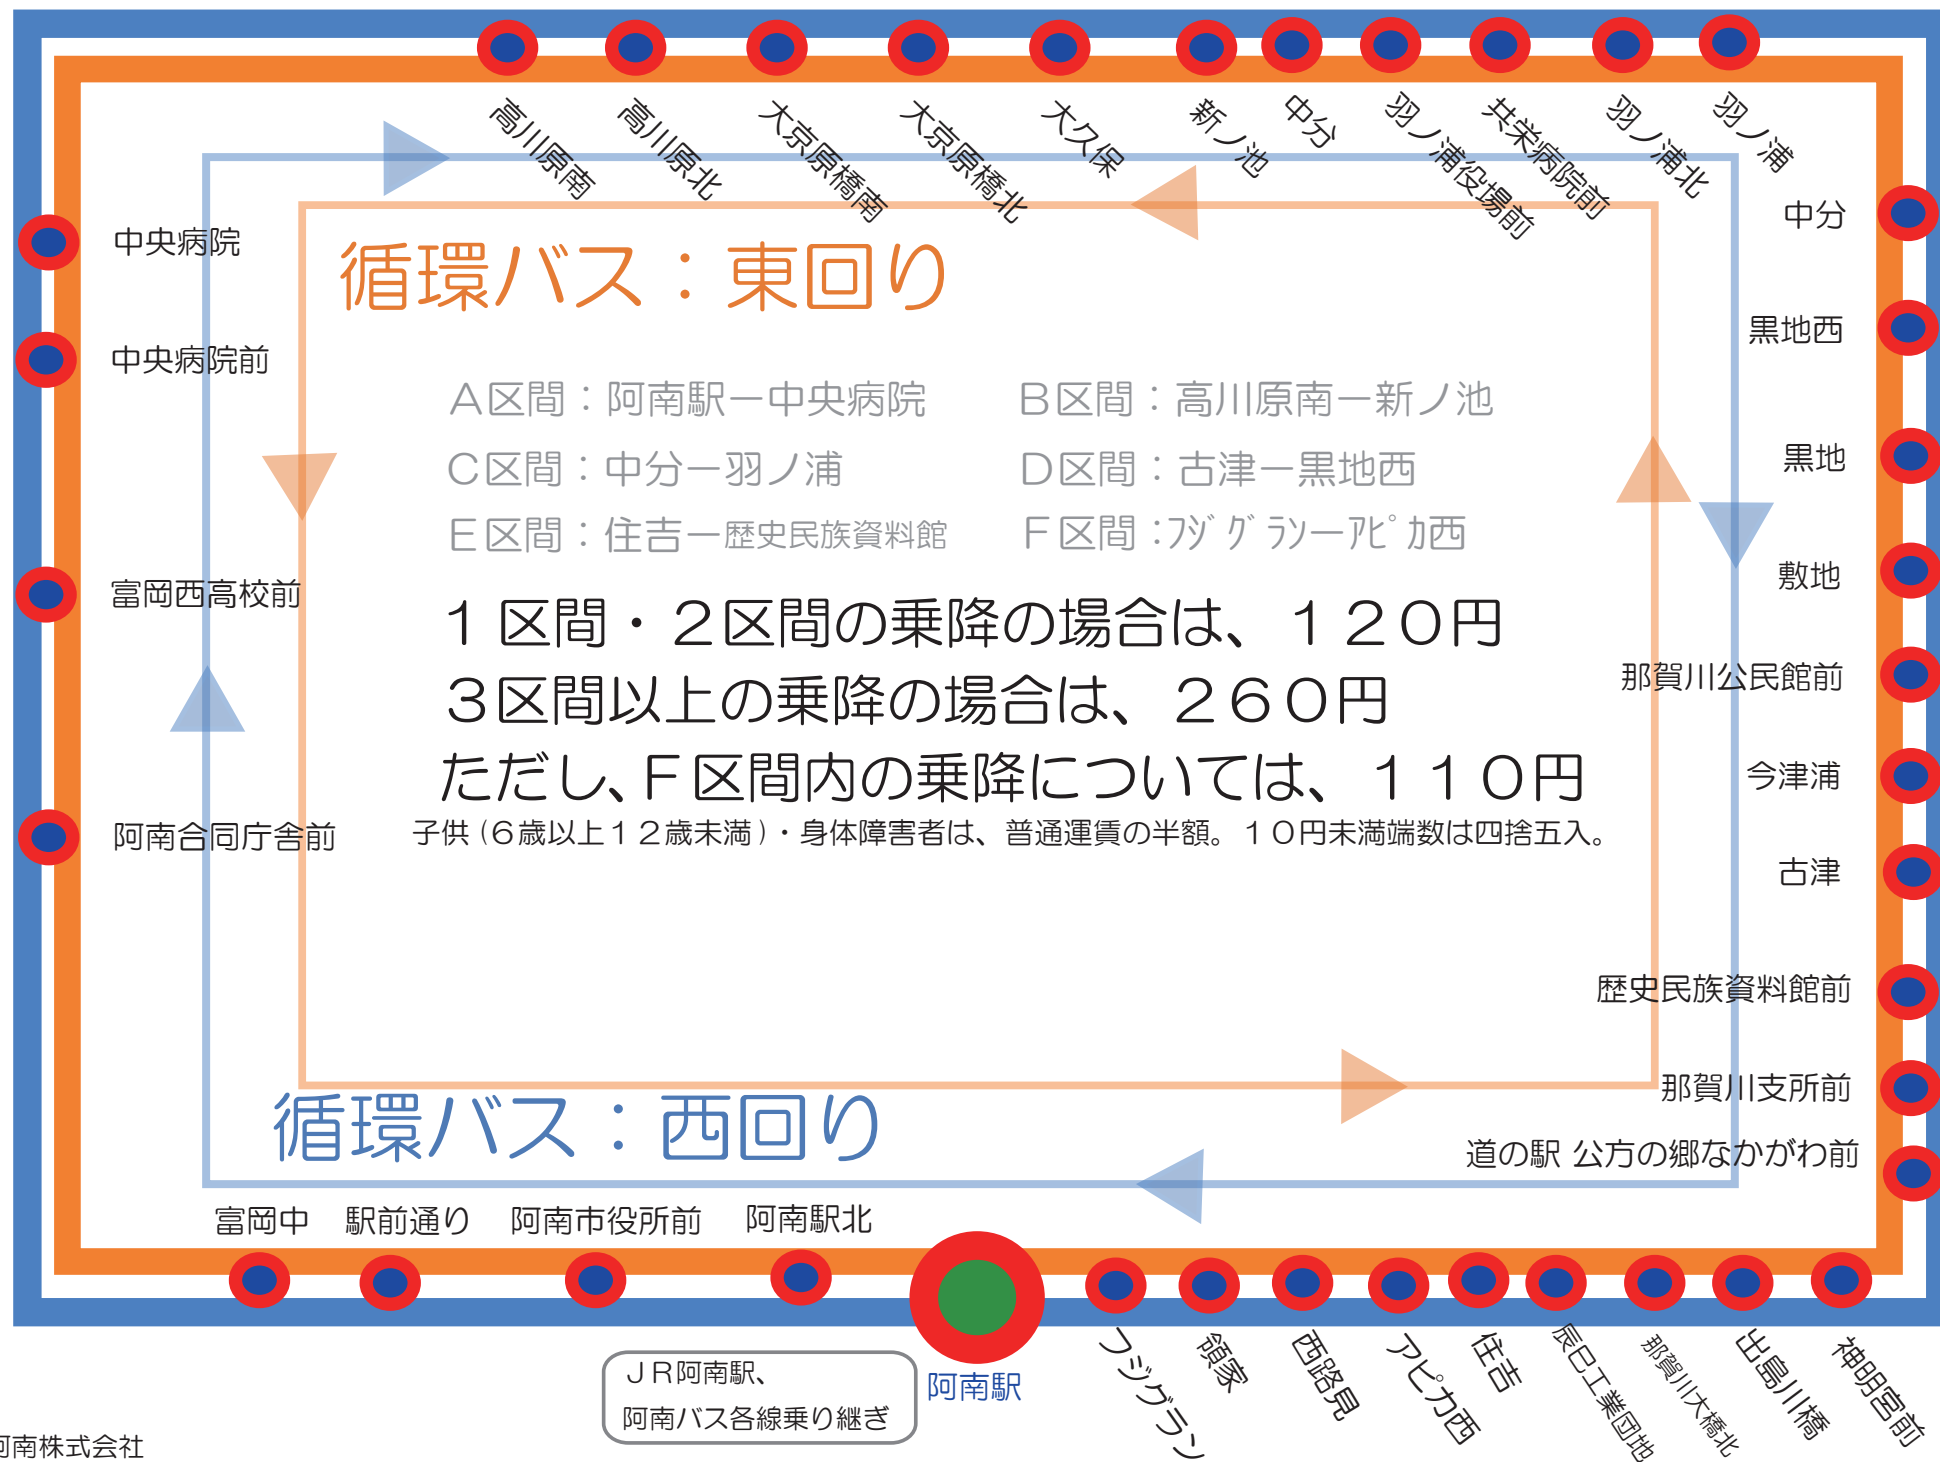 高川原南
高川原北
大京原橋南
大京原橋北
大久保
新ノ池
中分
羽ノ浦役場前
共栄病院前
羽ノ浦北
羽ノ浦
中央病院
中央病院前
富岡西高校前
阿南合同庁舎前
中分
黒地西
黒地
敷地
那賀川公民館前
今津浦
古津
歴史民族資料館前
那賀川支所前
道の駅 公方の郷なかがわ前
循環バス：東回り
A区間：阿南駅ー中央病院 B区間：高川原南ー新ノ池
C区間：中分ー羽ノ浦 D区間：古津ー黒地西
E区間：住吉ー歴史民族資料館 F区間：ﾌｼﾞｸﾞﾗﾝーｱﾋﾟｶ西
１区間・２区間の乗降の場合は、１２０円
３区間以上の乗降の場合は、２６０円
ただし、F区間内の乗降については、１１０円
子供（６歳以上１２歳未満）・身体障害者は、普通運賃の半額。１０円未満端数は四捨五入。
循環バス：西回り
富岡中
駅前通り
阿南市役所前
阿南駅北
阿南駅
フジグラン
領家
西路見
アピカ西
住吉
辰巳工業団地
那賀川大橋北
出島川橋
神明宮前
ＪＲ阿南駅、
阿南バス各線乗り継ぎ
阿南株式会社